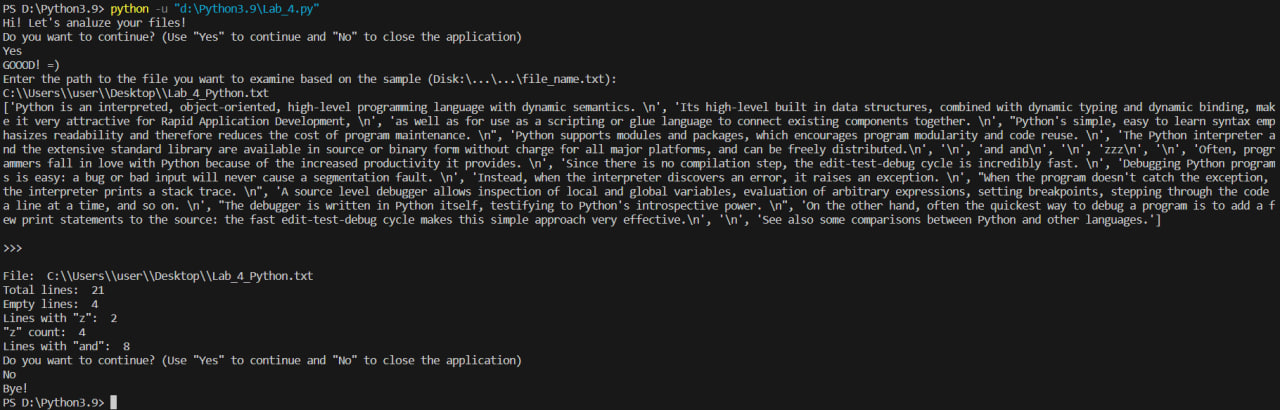 PS D:\Python3.9> python -u "d:\Python3.9\Lab_4.py"
Hi! Let's analuze your files!
Do you want to continue? (Use "Yes" to continue and "No" to close the application)
Yes
GOOOD! =)
Enter the path to the file you want to examine based on the sample (Disk:\...\...\file_name.txt):
C:\\Users\\user\\Desktop\\Lab_4_Python.txt
['Python is an interpreted, object-oriented, high-level programming language with dynamic semantics. \n', 'Its high-level built in data structures, combined with dynamic typing and dynamic binding, mak
e it very attractive for Rapid Application Development, \n', 'as well as for use as a scripting or glue language to connect existing components together. \n', "Python's simple, easy to learn syntax emp
hasizes readability and therefore reduces the cost of program maintenance. \n", 'Python supports modules and packages, which encourages program modularity and code reuse. \n', 'The Python interpreter a
nd the extensive standard library are available in source or binary form without charge for all major platforms, and can be freely distributed.\n', '\n', 'and and\n', '\n', 'zzz\n', '\n', 'Often, progr
ammers fall in love with Python because of the increased productivity it provides. \n', 'Since there is no compilation step, the edit-test-debug cycle is incredibly fast. \n', 'Debugging Python program
s is easy: a bug or bad input will never cause a segmentation fault. \n', 'Instead, when the interpreter discovers an error, it raises an exception. \n', "When the program doesn't catch the exception,
the interpreter prints a stack trace. \n", 'A source level debugger allows inspection of local and global variables, evaluation of arbitrary expressions, setting breakpoints, stepping through the code
a line at a time, and so on. \n', "The debugger is written in Python itself, testifying to Python's introspective power. \n", 'On the other hand, often the quickest way to debug a program is to add a f
ew print statements to the source: the fast edit-test-debug cycle makes this simple approach very effective.\n', '\n', 'See also some comparisons between Python and other languages.']
>>>
File:  C:\\Users\\user\\Desktop\\Lab_4_Python.txt
Total lines:  21
Empty lines:  4
Lines with "z":  2
"z" count:  4
Lines with "and":  8
Do you want to continue? (Use "Yes" to continue and "No" to close the application)
No
Bye!
PS D:\Python3.9>